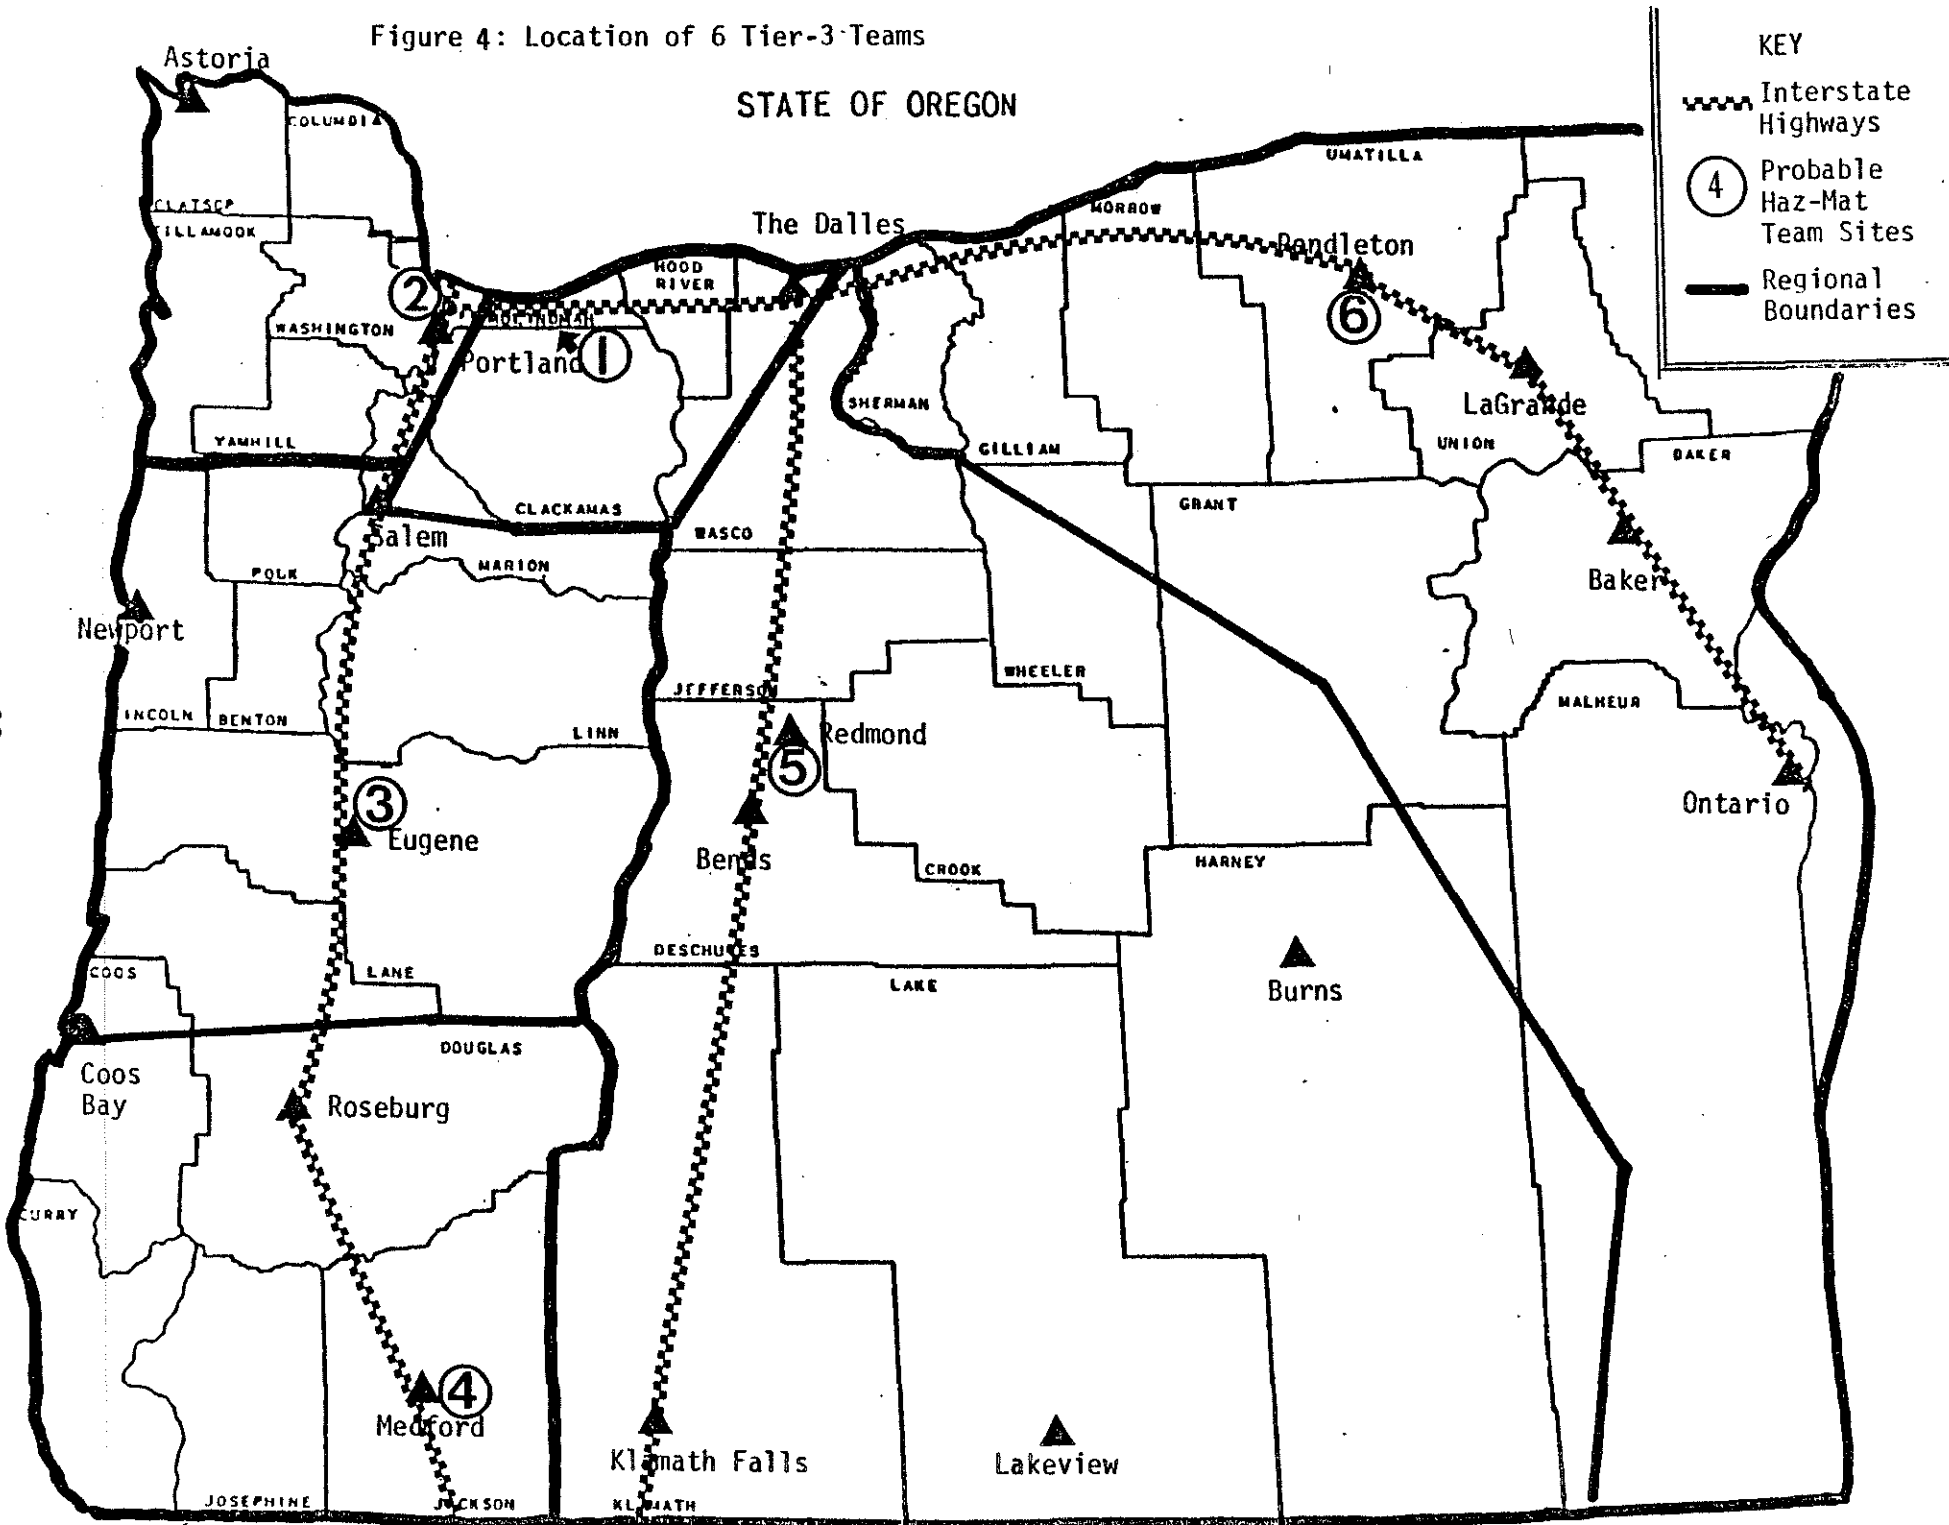 Figure 4: Location of 6 Tier-3 Teams
STATE OF OREGON
KEY
Interstate
Highways
4
Probable
Haz-Mat
Team Sites
Regional
Boundaries
Astoria
COLUMBIA
CLATSOP
TILLAMOOK
UMATILLA
MORROW
The Dalles
Pendleton
HOOD
RIVER
2
WASHINGTON
MULTNOMAH
Portland
1
6
SHERMAN
LaGrande
YAMHILL
GILLIAM
UNION
BAKER
CLACKAMAS
GRANT
Salem
WASCO
POLK
MARION
Baker
Newport
JEFFERSON
WHEELER
MALHEUR
INCOLN
BENTON
LINN
Redmond
5
3
Eugene
Ontario
Bends
CROOK
HARNEY
COOS
LANE
DESCHUTES
LAKE
Burns
DOUGLAS
Coos
Bay
Roseburg
CURRY
4
Medford
Klamath Falls
Lakeview
JOSEPHINE
JACKSON
KLAMATH